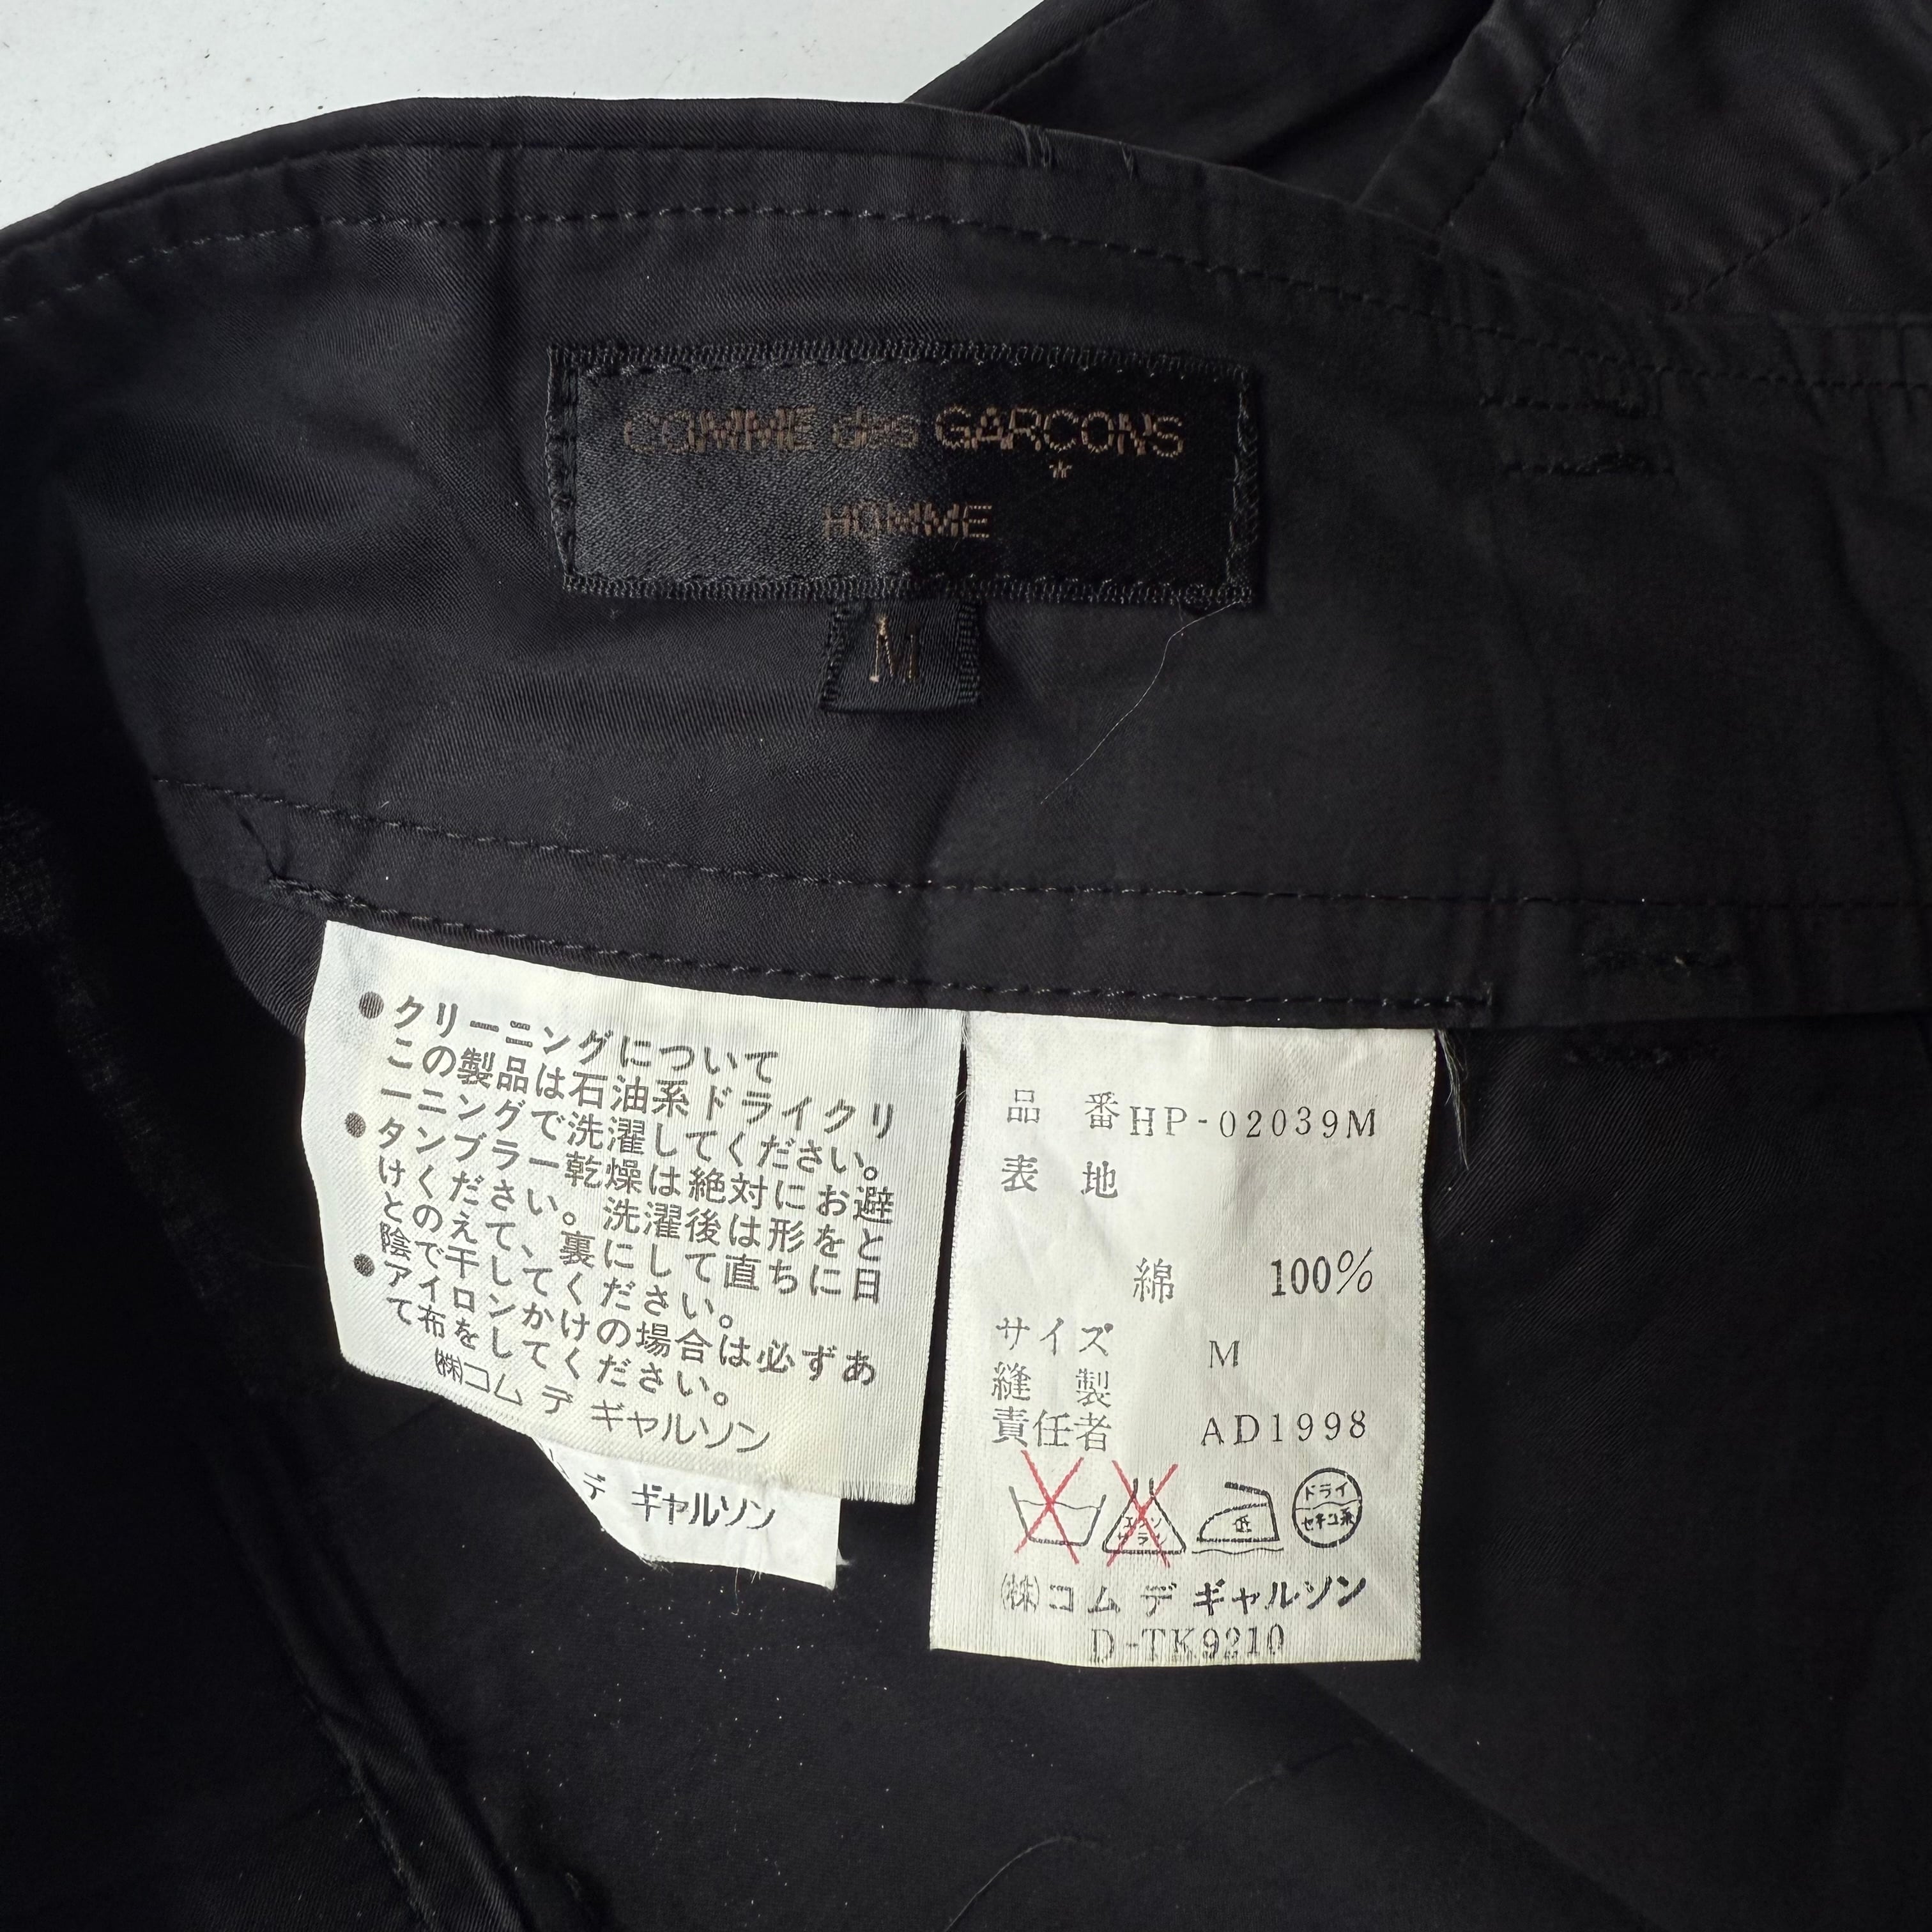 COMME des GARCONS
*
HOMME
M
●クリーニングについて
この製品は石油系ドライクリ
ーニングで洗濯してください。
●タンブラー乾燥は絶対にお避
けください。洗濯後は形をと
とのえて、裏にして直ちに日
陰で干してください。
●アイロンかけの場合は必ずあ
て布をしてください。
㈱コム デ ギャルソン
デ ギャルソン
品 番 HP-02039M
表 地
綿 100%
サイズ M
縫 製
責任者 AD1998
エンソ
サラシ
低
ドライ
セキユ系
㈱コム デ ギャルソン
D-TK9210